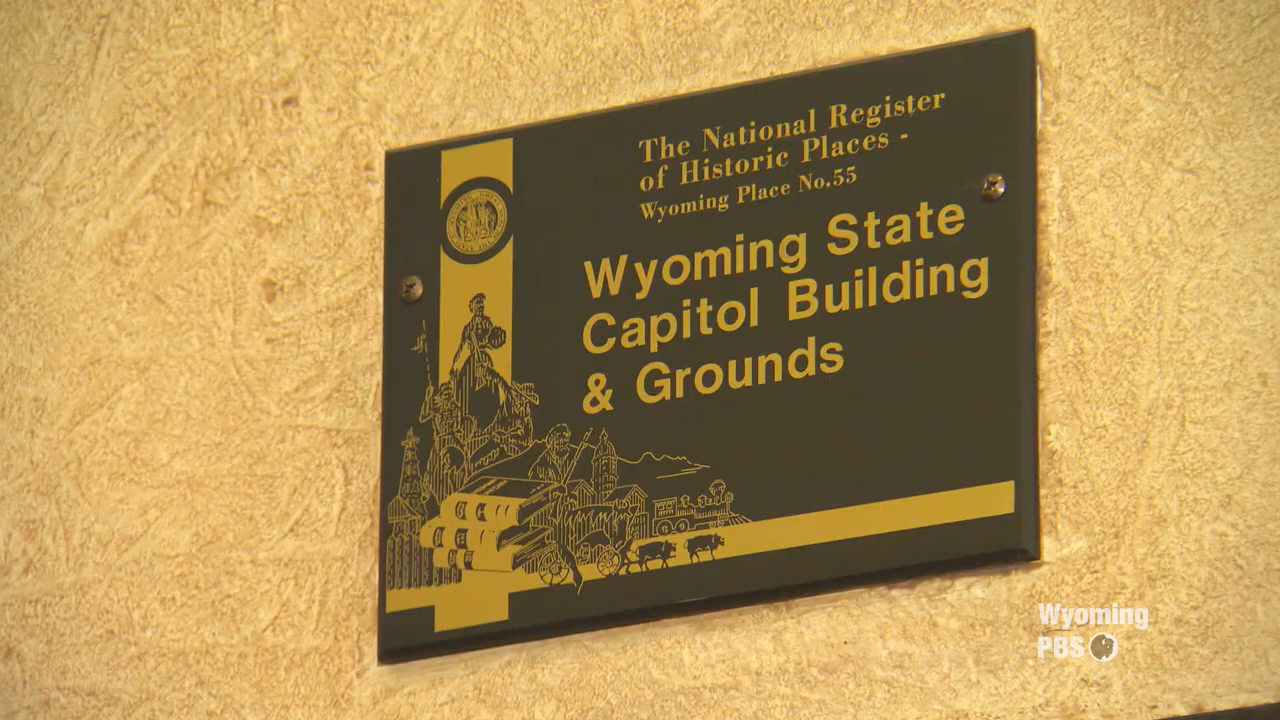 The National Register
of Historic Places -
Wyoming Place No.55
Wyoming State
Capitol Building
& Grounds
Wyoming
PBS